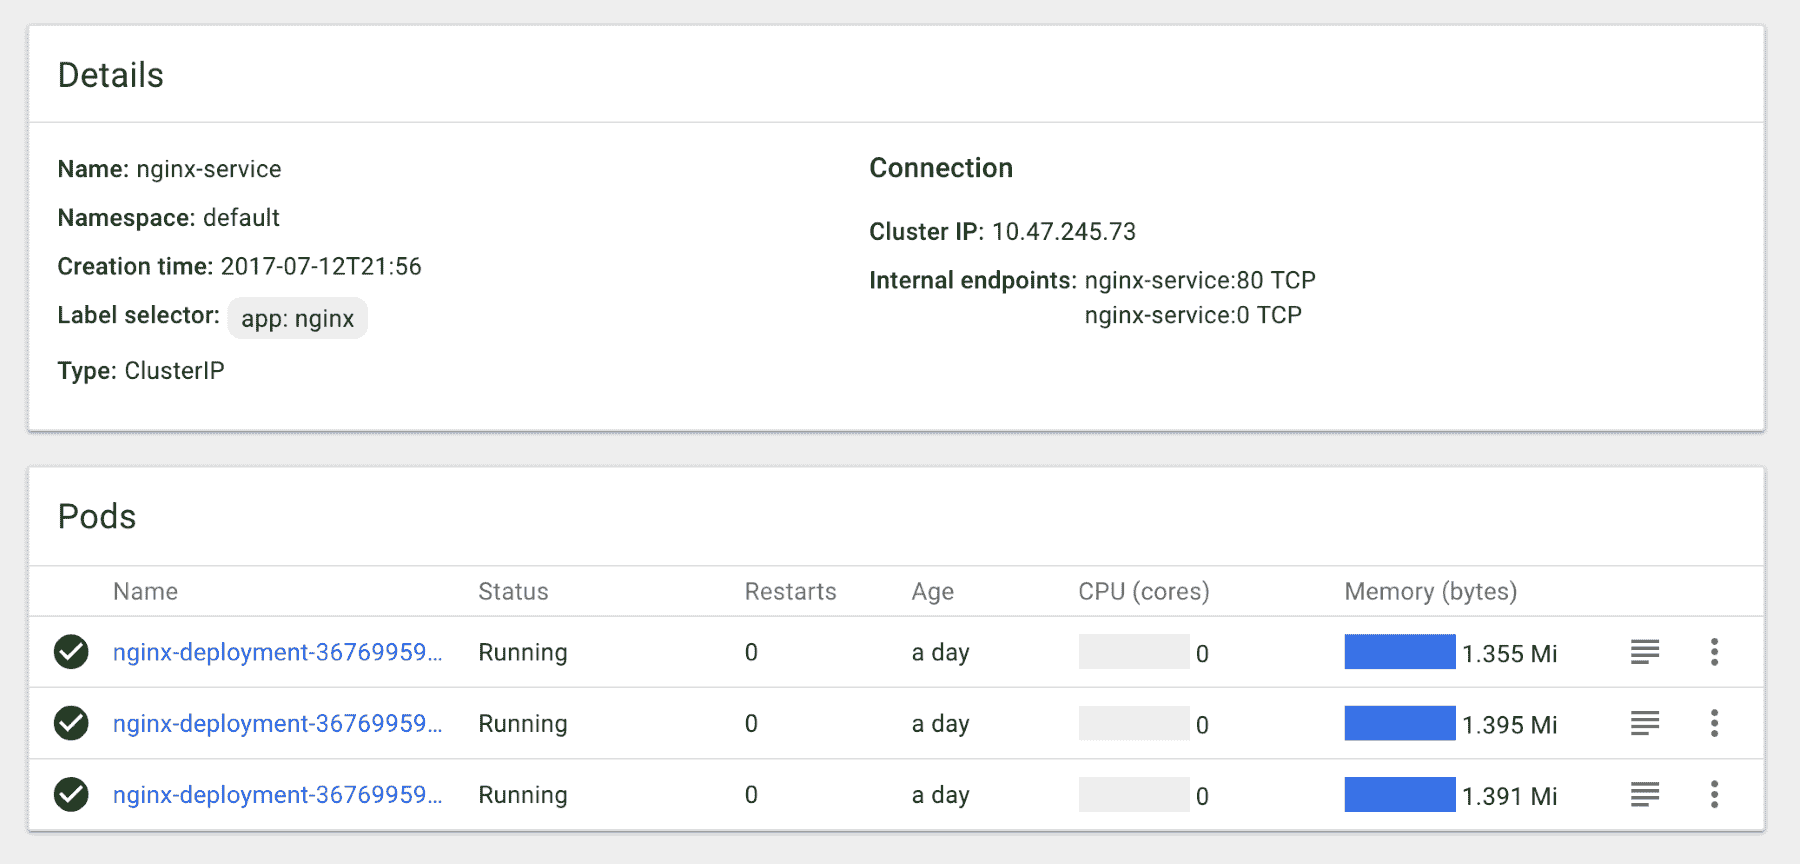 Details
Name: nginx-service
Namespace: default
Creation time: 2017-07-12T21:56
Label selector: app: nginx
Type: ClusterIP
Connection
Cluster IP: 10.47.245.73
Internal endpoints: nginx-service:80 TCP
nginx-service:0 TCP
Pods
Name Status Restarts Age CPU (cores) Memory (bytes)
nginx-deployment-36769959... Running 0 a day 0 1.355 Mi
nginx-deployment-36769959... Running 0 a day 0 1.395 Mi
nginx-deployment-36769959... Running 0 a day 0 1.391 Mi